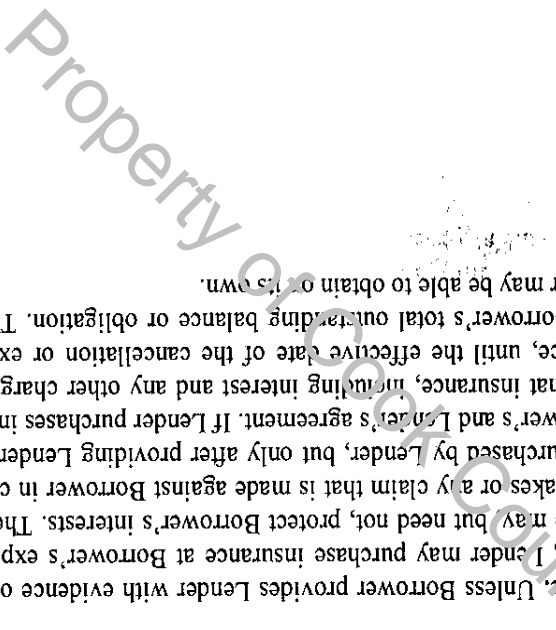 . Unless Borrower provides Lender with evidence o
, Lender may purchase insurance at Borrower's exp
may, but need not, protect Borrower's interests. The
akes or any claim that is made against Borrower in c
urchased by Lender, but only after providing Lender
wer's and Lender's agreement. If Lender purchases in
hat insurance, including interest and any other charg
ce, until the effective date of the cancellation or ex
orrower's total outstanding balance or obligation. T
r may be able to obtain on its own.
Property of Cook Cou